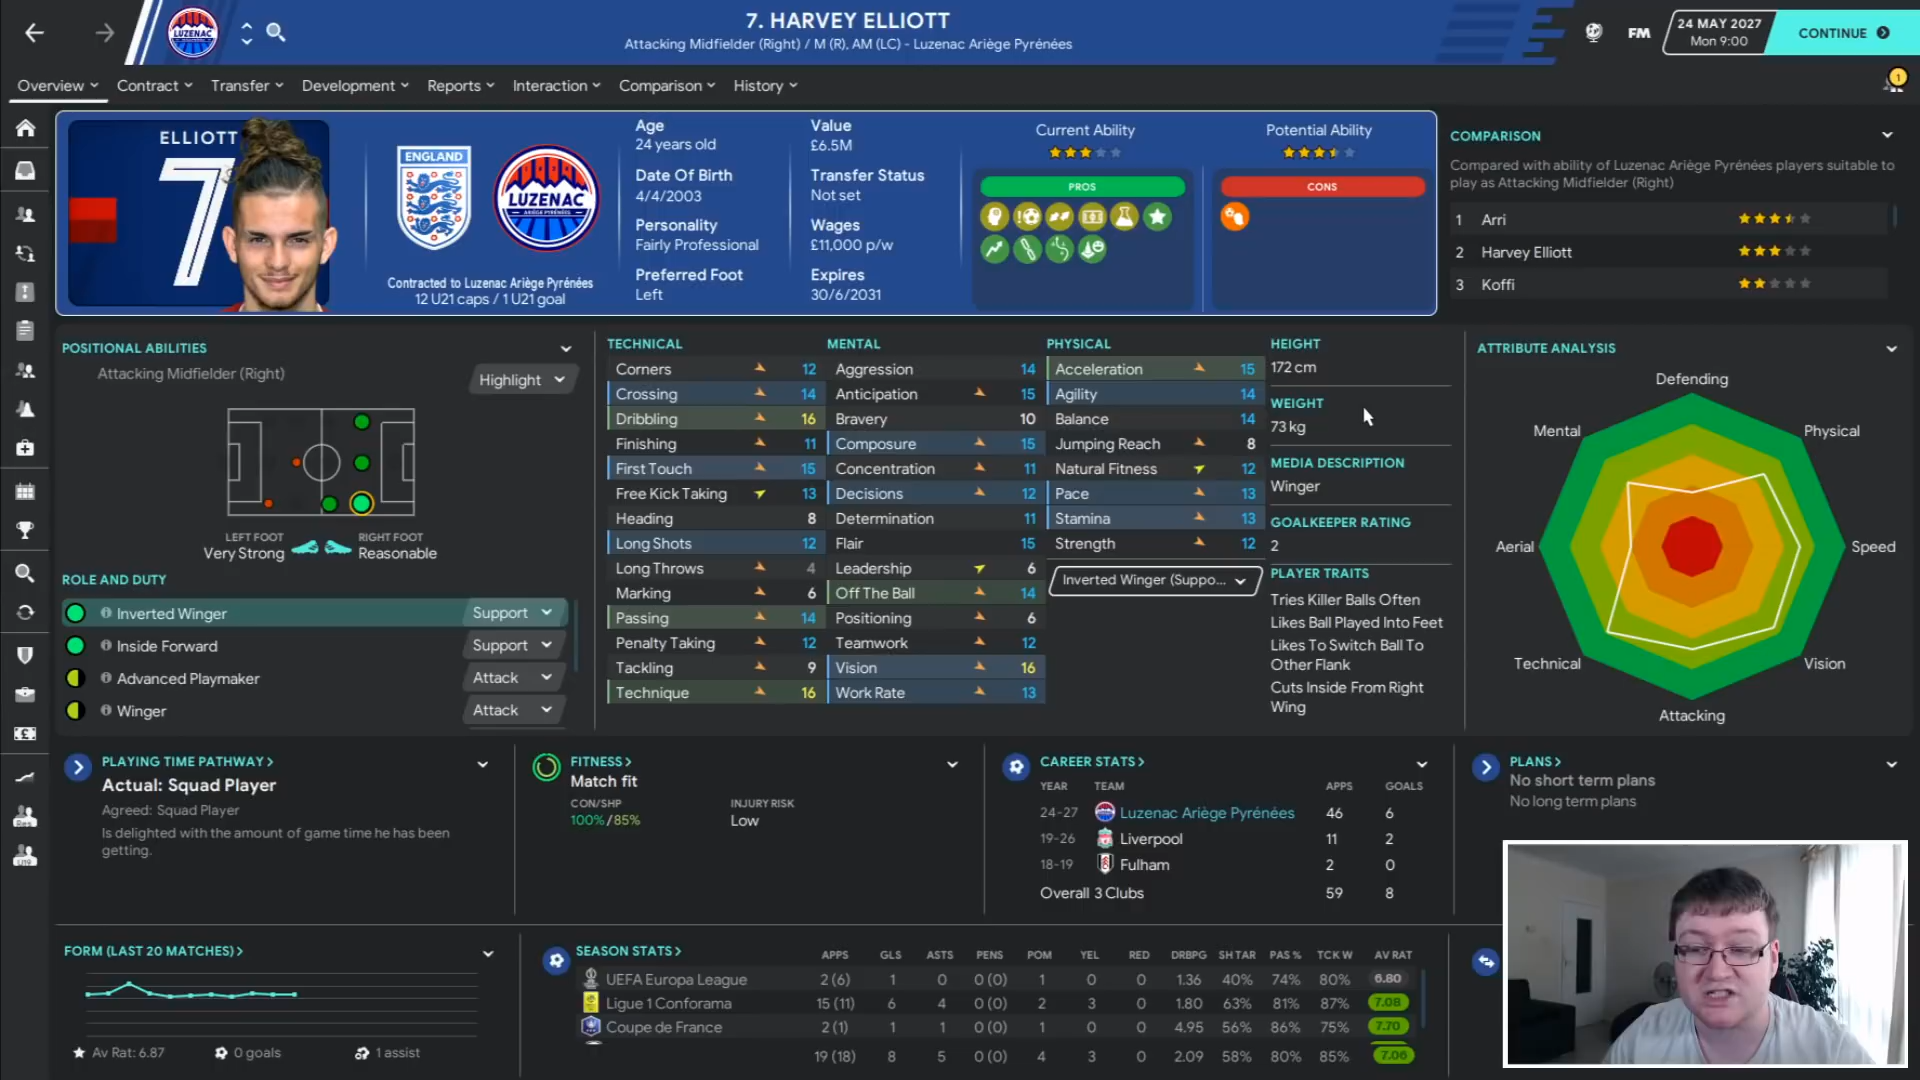 7. HARVEY ELLIOTT
Attacking Midfielder (Right) / M (R), AM (LC) - Luzenac Ariège Pyrénées
FM
24 MAY 2027
Mon 9:00
CONTINUE
Overview
Contract
Transfer
Development
Reports
Interaction
Comparison
History
1
ELLIOTT
7
ENGLAND
LUZENAC
ARIÈGE PYRÉNÉES
Contracted to Luzenac Ariège Pyrénées
12 U21 caps / 1 U21 goal
Age
24 years old
Date Of Birth
4/4/2003
Personality
Fairly Professional
Preferred Foot
Left
Value
£6.5M
Transfer Status
Not set
Wages
£11,000 p/w
Expires
30/6/2031
Current Ability
PROS
Potential Ability
CONS
COMPARISON
Compared with ability of Luzenac Ariège Pyrénées players suitable to
play as Attacking Midfielder (Right)
1 Arri
2 Harvey Elliott
3 Koffi
POSITIONAL ABILITIES
Attacking Midfielder (Right)
Highlight
LEFT FOOT
Very Strong
RIGHT FOOT
Reasonable
ROLE AND DUTY
Inverted Winger Support
Inside Forward Support
Advanced Playmaker Attack
Winger Attack
TECHNICAL
Corners 12
Crossing 14
Dribbling 16
Finishing 11
First Touch 15
Free Kick Taking 13
Heading 8
Long Shots 12
Long Throws 4
Marking 6
Passing 14
Penalty Taking 12
Tackling 9
Technique 16
MENTAL
Aggression 14
Anticipation 15
Bravery 10
Composure 15
Concentration 11
Decisions 12
Determination 11
Flair 15
Leadership 6
Off The Ball 14
Positioning 6
Teamwork 12
Vision 16
Work Rate 13
PHYSICAL
Acceleration 15
Agility 14
Balance 14
Jumping Reach 8
Natural Fitness 12
Pace 13
Stamina 13
Strength 12
Inverted Winger (Suppo...
HEIGHT
172 cm
WEIGHT
73 kg
MEDIA DESCRIPTION
Winger
GOALKEEPER RATING
2
PLAYER TRAITS
Tries Killer Balls Often
Likes Ball Played Into Feet
Likes To Switch Ball To
Other Flank
Cuts Inside From Right
Wing
ATTRIBUTE ANALYSIS
Defending
Physical
Speed
Vision
Attacking
Technical
Aerial
Mental
PLAYING TIME PATHWAY>
Actual: Squad Player
Agreed: Squad Player
Is delighted with the amount of game time he has been
getting.
FITNESS>
Match fit
CON/SHP
100%/85%
INJURY RISK
Low
CAREER STATS>
YEAR TEAM APPS GOALS
24-27 Luzenac Ariège Pyrénées 46 6
19-26 Liverpool 11 2
18-19 Fulham 2 0
Overall 3 Clubs 59 8
PLANS>
No short term plans
No long term plans
FORM (LAST 20 MATCHES)>
Av Rat: 6.87
0 goals
1 assist
SEASON STATS>
APPS GLS ASTS PENS POM YEL RED DRBPG SH TAR PAS % TCK W AV RAT
UEFA Europa League 2 (6) 1 0 0 (0) 1 0 0 1.36 40% 74% 80% 6.80
Ligue 1 Conforama 15 (11) 6 4 0 (0) 2 3 0 1.80 63% 81% 87% 7.08
Coupe de France 2 (1) 1 1 0 (0) 1 0 0 4.95 56% 86% 75% 7.70
19 (18) 8 5 0 (0) 4 3 0 2.09 58% 80% 85% 7.06